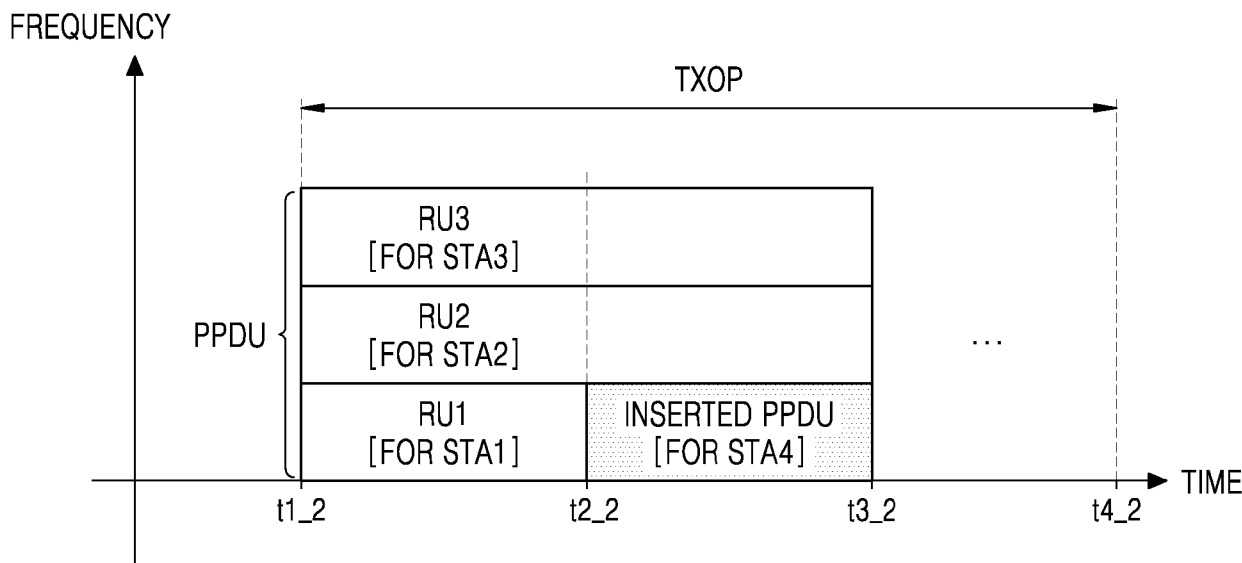 FREQUENCY
TXOP
PPDU
RU3
[FOR STA3]
RU2
[FOR STA2]
RU1
[FOR STA1]
INSERTED PPDU
[FOR STA4]
...
TIME
t1_2
t2_2
t3_2
t4_2